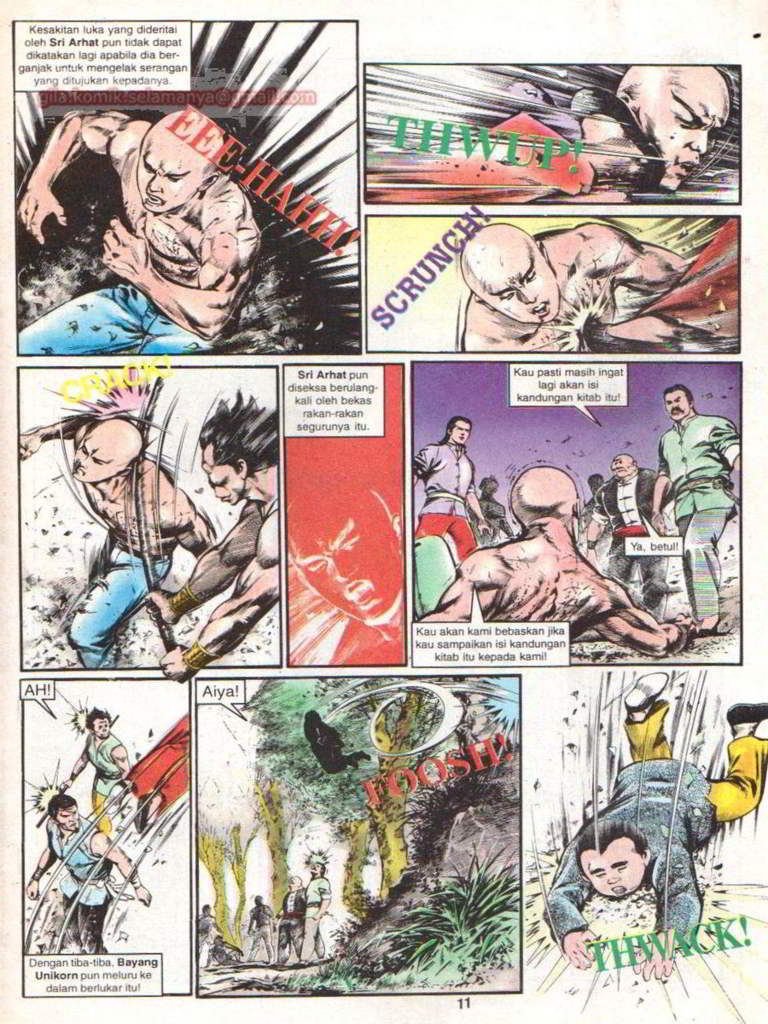 Kesakitan luka yang dideritai
oleh Sri Arhat pun tidak dapat
dikatakan lagi apabila dia ber-
ganjak untuk mengelak serangan
yang ditujukan kepadanya.
gila.komik.selamanya@gmail.com
EEE-HAHH!
THWUP!
SCRUNCH!
CRACK!
Sri Arhat pun
diseksa berulang-
kali oleh bekas
rakan-rakan
segurunya itu.
Kau pasti masih ingat
lagi akan isi
kandungan kitab itu!
Ya, betul!
Kau akan kami bebaskan jika
kau sampaikan isi kandungan
kitab itu kepada kami!
AH!
Dengan tiba-tiba, Bayang
Unikorn pun meluru ke
dalam berlukar itu!
Aiya!
FOOSH!
THWACK!
11